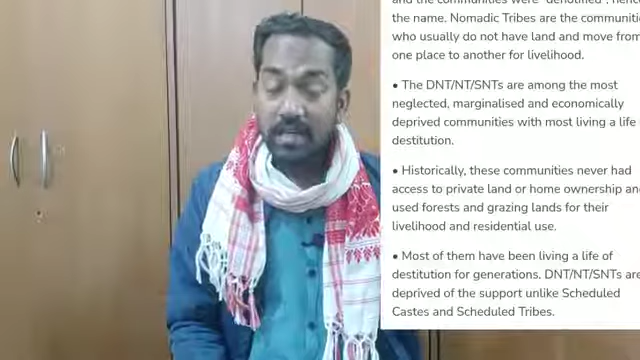 and the communities were "denotified", hence
the name. Nomadic Tribes are the communiti
who usually do not have land and move from
one place to another for livelihood.
• The DNT/NT/SNTs are among the most
neglected, marginalised and economically
deprived communities with most living a life
destitution.
• Historically, these communities never had
access to private land or home ownership an
used forests and grazing lands for their
livelihood and residential use.
• Most of them have been living a life of
destitution for generations. DNT/NT/SNTs are
deprived of the support unlike Scheduled
Castes and Scheduled Tribes.